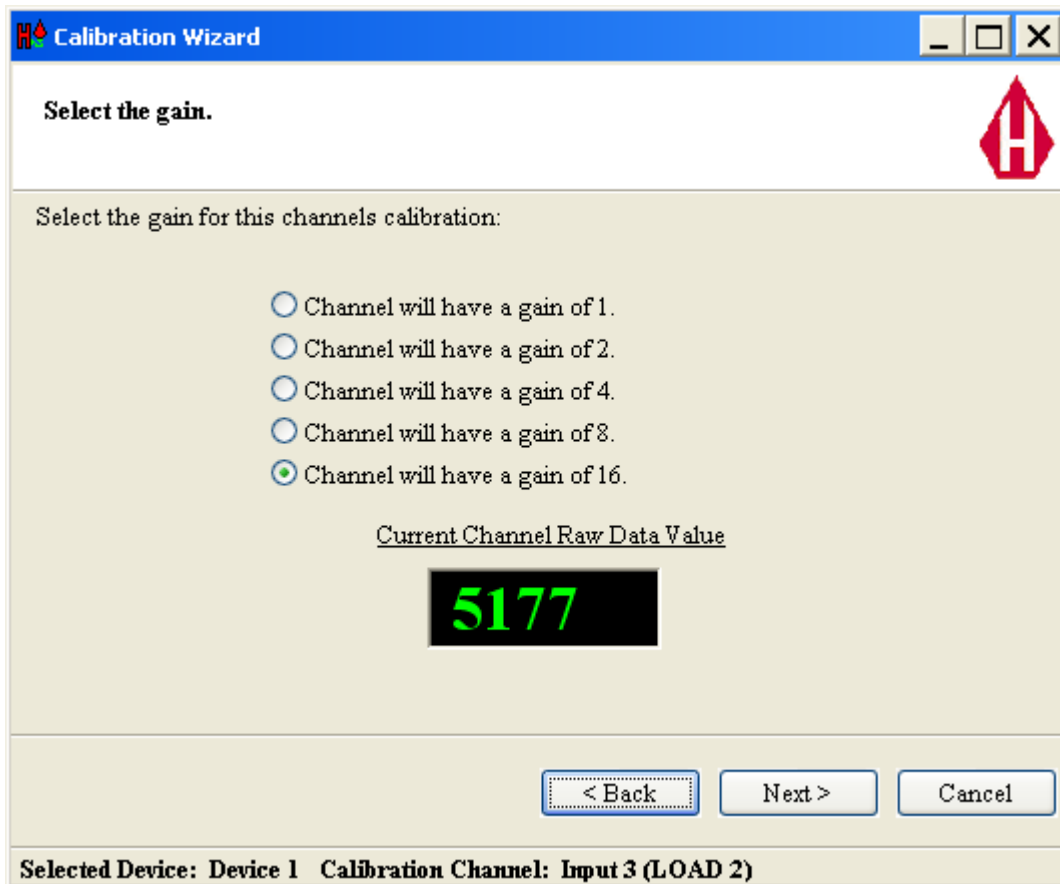 Calibration Wizard
Select the gain.
H
Select the gain for this channels calibration:
Channel will have a gain of 1.
Channel will have a gain of 2.
Channel will have a gain of 4.
Channel will have a gain of 8.
Channel will have a gain of 16.
Current Channel Raw Data Value
5177
< Back Next > Cancel
Selected Device: Device 1 Calibration Channel: Input 3 (LOAD 2)